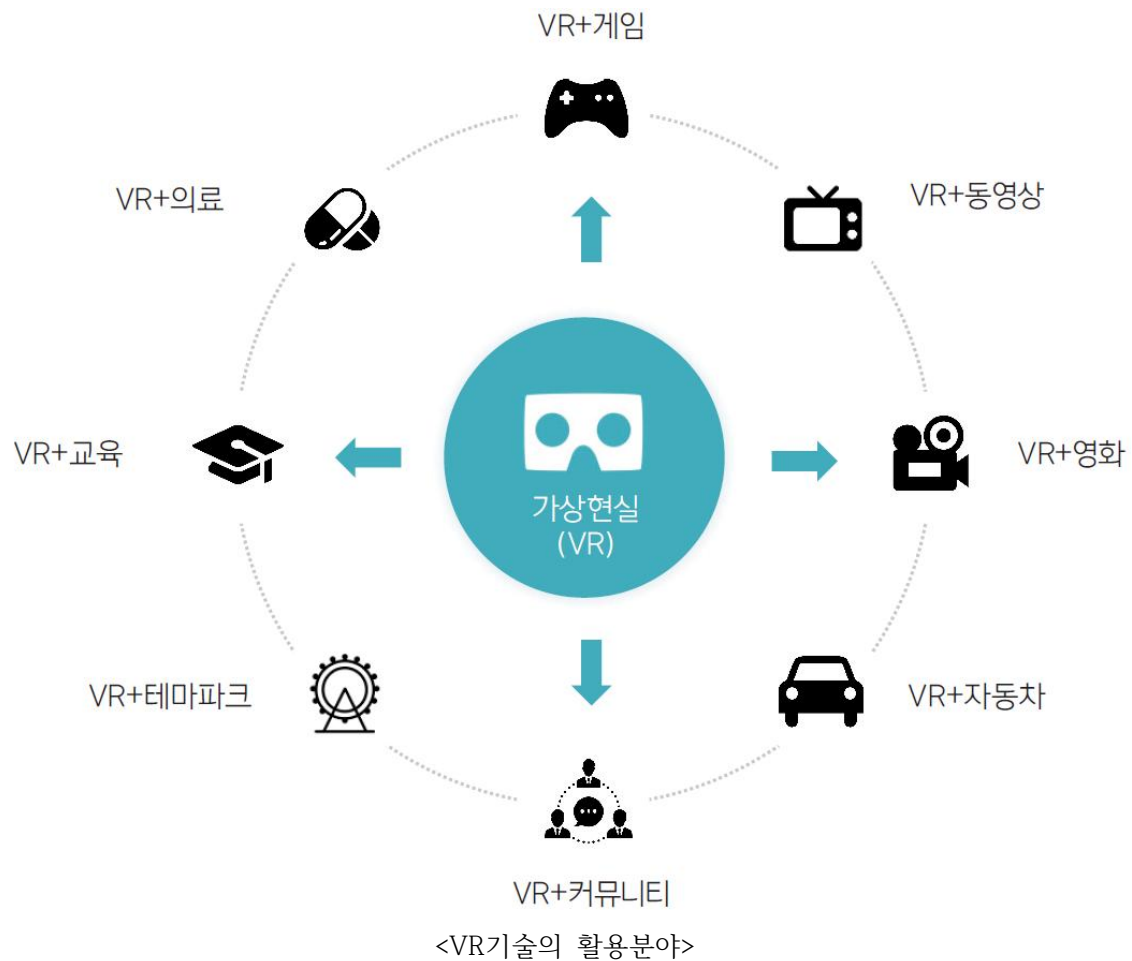 VR+게임
VR+의료
VR+동영상
VR+교육
가상현실
(VR)
VR+영화
VR+테마파크
VR+자동차
VR+커뮤니티
<VR기술의 활용분야>